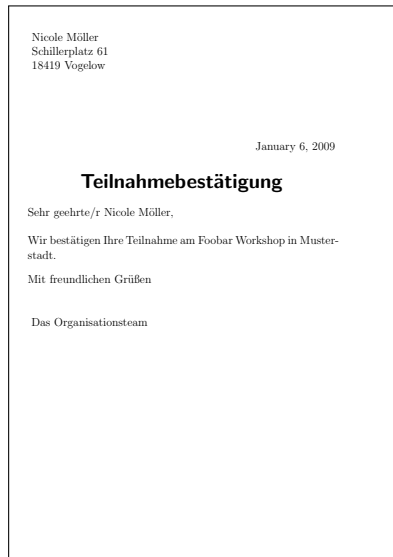 Nicole Möller
Schillerplatz 61
18419 Vogelow
January 6, 2009
Teilnahmebestätigung
Sehr geehrte/r Nicole Möller,
Wir bestätigen Ihre Teilnahme am Foobar Workshop in Muster-
stadt.
Mit freundlichen Grüßen
Das Organisationsteam